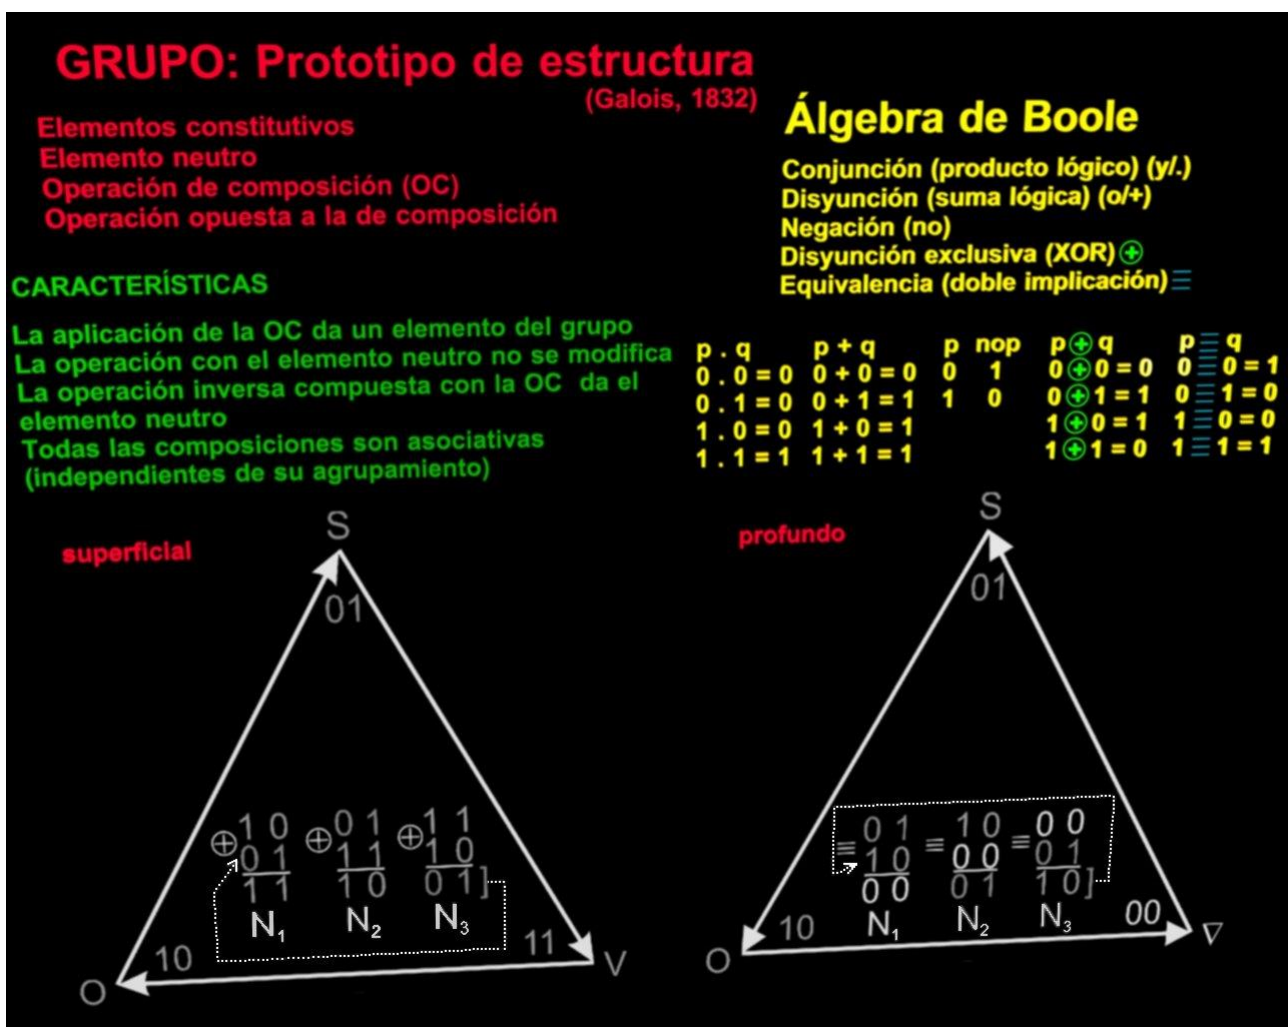 GRUPO: Prototipo de estructura
(Galois, 1832)
Elementos constitutivos
Elemento neutro
Operación de composición (OC)
Operación opuesta a la de composición
CARACTERÍSTICAS
La aplicación de la OC da un elemento del grupo
La operación con el elemento neutro no se modifica
La operación inversa compuesta con la OC da el
elemento neutro
Todas las composiciones son asociativas
(independientes de su agrupamiento)
Álgebra de Boole
Conjunción (producto lógico) (y/.)
Disyunción (suma lógica) (o/+)
Negación (no)
Disyunción exclusiva (XOR) ⊕
Equivalencia (doble implicación) ≡
p . q p + q p nop p ⊕ q p ≡ q
0 . 0 = 0 0 + 0 = 0 0 1 0 ⊕ 0 = 0 0 ≡ 0 = 1
0 . 1 = 0 0 + 1 = 1 1 0 0 ⊕ 1 = 1 0 ≡ 1 = 0
1 . 0 = 0 1 + 0 = 1 1 ⊕ 0 = 1 1 ≡ 0 = 0
1 . 1 = 1 1 + 1 = 1 1 ⊕ 1 = 0 1 ≡ 1 = 1
superficial
S
01
⊕ 1 0 ⊕ 0 1 ⊕ 1 1
0 1 1 1 1 0
1 1 1 0 0 1 ]
N₁ N₂ N₃
10 11
O V
profundo
S
01
≡ 0 1 ≡ 1 0 ≡ 0 0
1 0 0 0 0 1
0 0 0 1 1 0 ]
N₁ N₂ N₃
10 00
O ∇